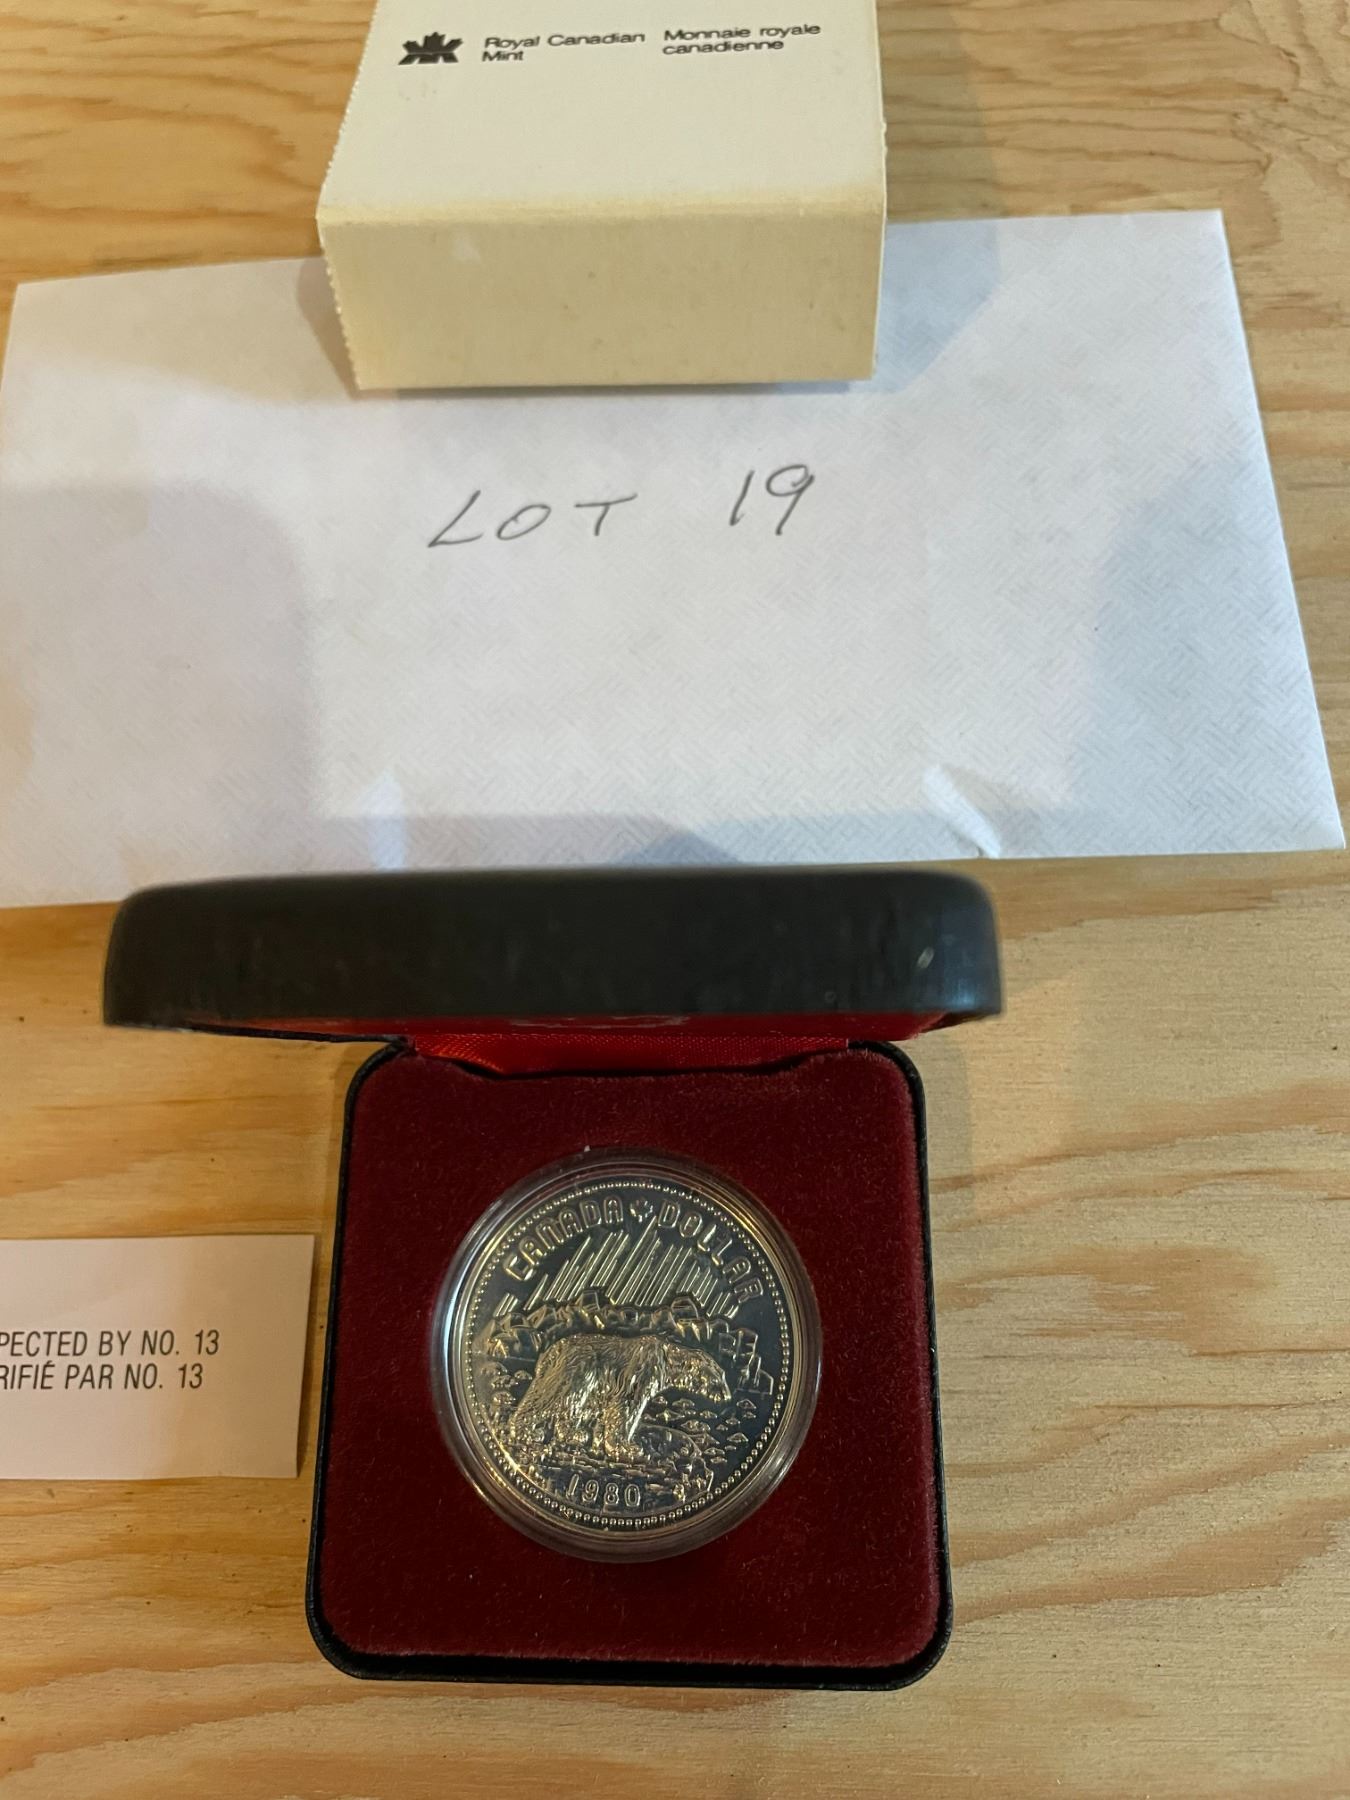 Royal Canadian Mint
Monnaie royale canadienne
LOT 19
CANADA DOLLAR
1980
PECTED BY NO. 13
RIFIÉ PAR NO. 13